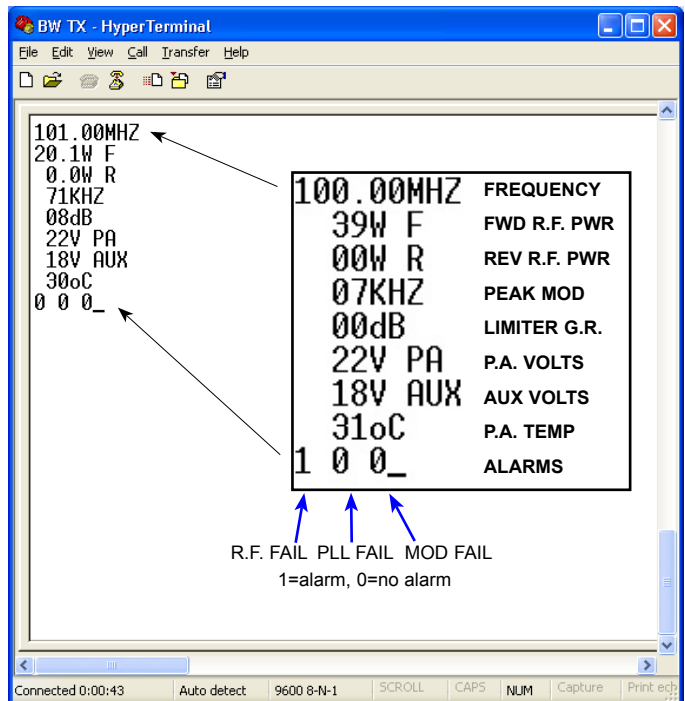 BW TX - HyperTerminal
File Edit View Call Transfer Help
101.00MHZ
20.1W F
0.0W R
71KHZ
08dB
22V PA
18V AUX
30oC
0 0 0_
100.00MHZ FREQUENCY
39W F FWD R.F. PWR
00W R REV R.F. PWR
07KHZ PEAK MOD
00dB LIMITER G.R.
22V PA P.A. VOLTS
18V AUX AUX VOLTS
31oC P.A. TEMP
1 0 0_ ALARMS
R.F. FAIL PLL FAIL MOD FAIL
1=alarm, 0=no alarm
Connected 0:00:43 Auto detect 9600 8-N-1 SCROLL CAPS NUM Capture Print ech